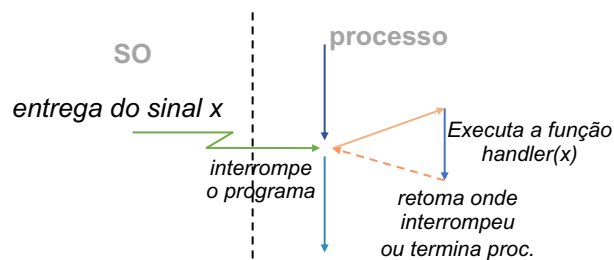 SO
processo
entrega do sinal x
interrompe
o programa
Executa a função
handler(x)
retoma onde
interrompeu
ou termina proc.